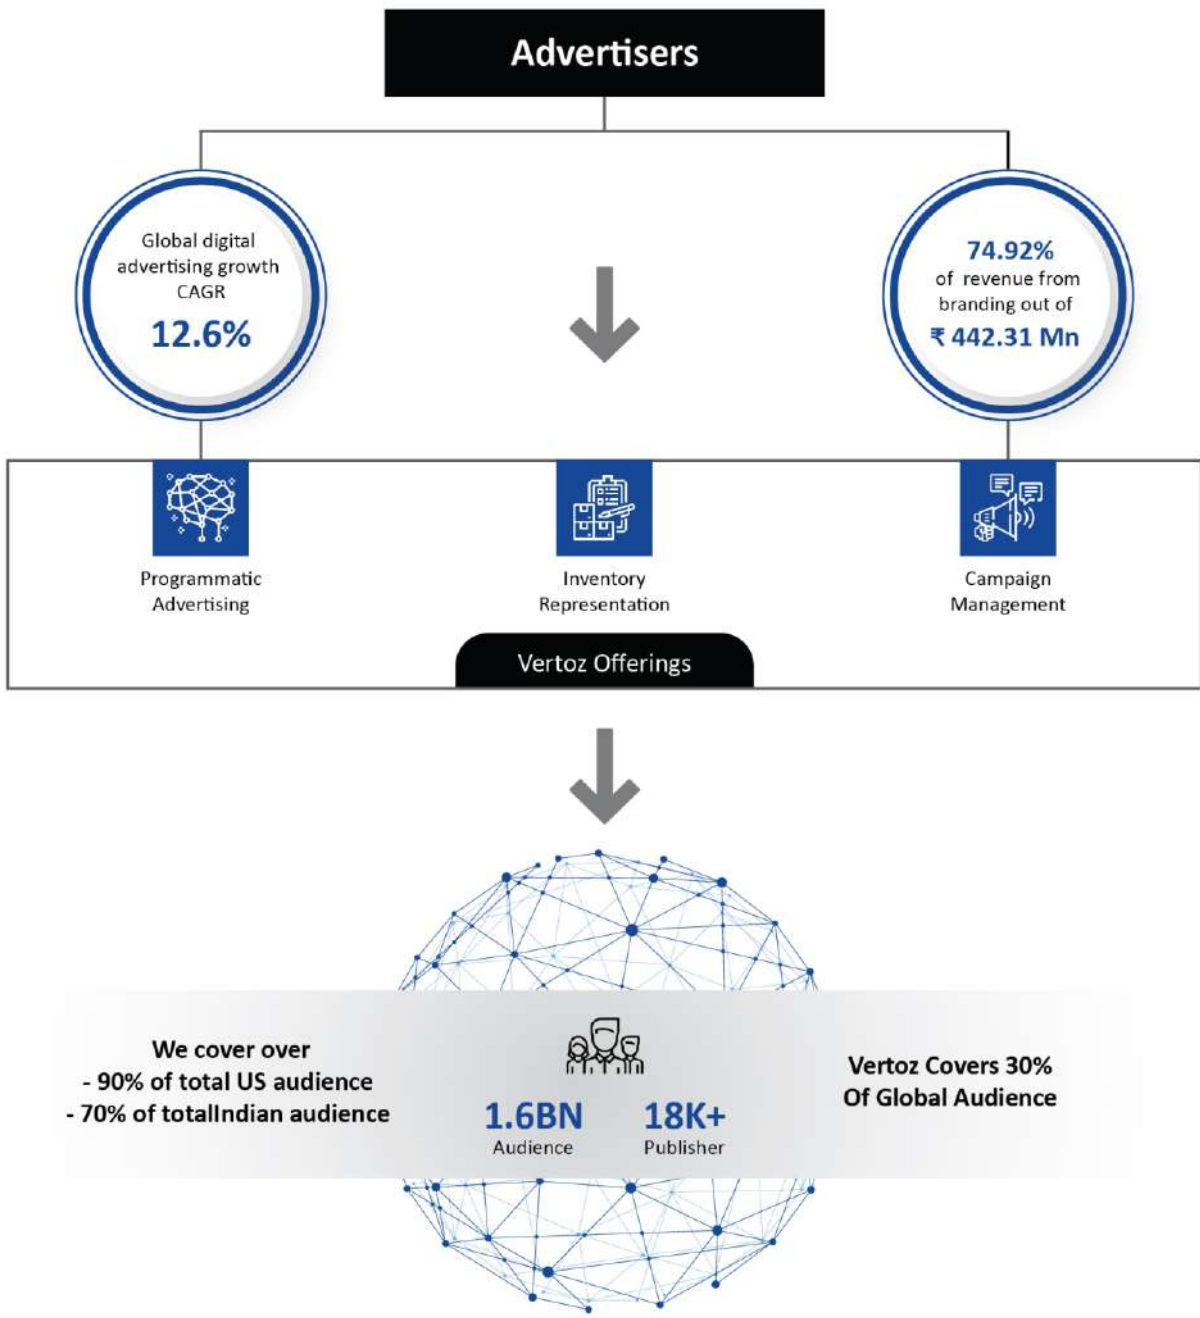 Advertisers
Global digital
advertising growth
CAGR
12.6%
74.92%
of revenue from
branding out of
₹ 442.31 Mn
Programmatic
Advertising
Inventory
Representation
Campaign
Management
Vertoz Offerings
We cover over
- 90% of total US audience
- 70% of totalIndian audience
1.6BN
Audience
18K+
Publisher
Vertoz Covers 30%
Of Global Audience